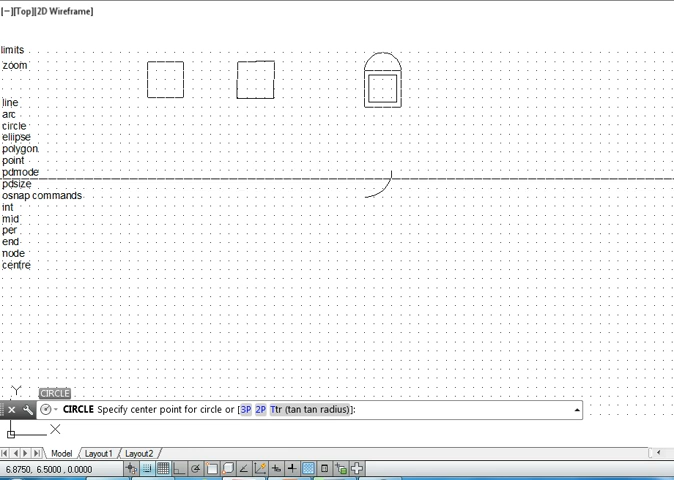 [−][Top][2D Wireframe]
limits
zoom
line
arc
circle
ellipse
polygon
point
pdmode
pdsize
osnap commands
int
mid
per
end
node
centre
Y
CIRCLE
CIRCLE Specify center point for circle or [3P 2P Ttr (tan tan radius)]:
X
Model Layout1 Layout2
6.8750, 6.5000 , 0.0000